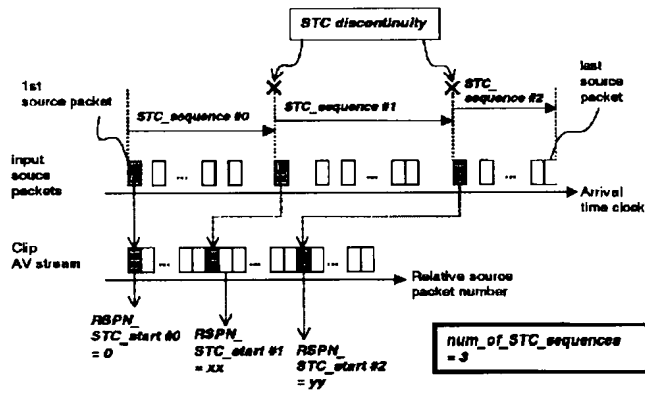 STC discontinuity
1st
source packet
last
source
packet
STC_sequence #0
STC_sequence #1
STC_
sequence #2
input
souce
packets
...
...
...
Arrival
time clock
Clip
AV stream
...
...
...
Relative source
packet number
RSPN_
STC_start #0
= 0
RSPN_
STC_start #1
= xx
RSPN_
STC_start #2
= yy
num_of_STC_sequences
= 3